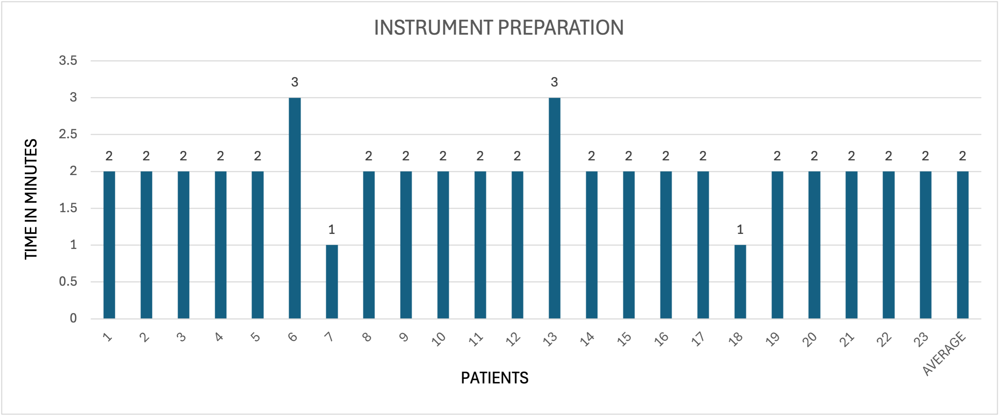 INSTRUMENT PREPARATION
3.5
3
2.5
2
1.5
1
0.5
0
TIME IN MINUTES
2 2 2 2 2 3 1 2 2 2 2 2 3 2 2 2 2 1 2 2 2 2 2 2
1 2 3 4 5 6 7 8 9 10 11 12 13 14 15 16 17 18 19 20 21 22 23 AVERAGE
PATIENTS